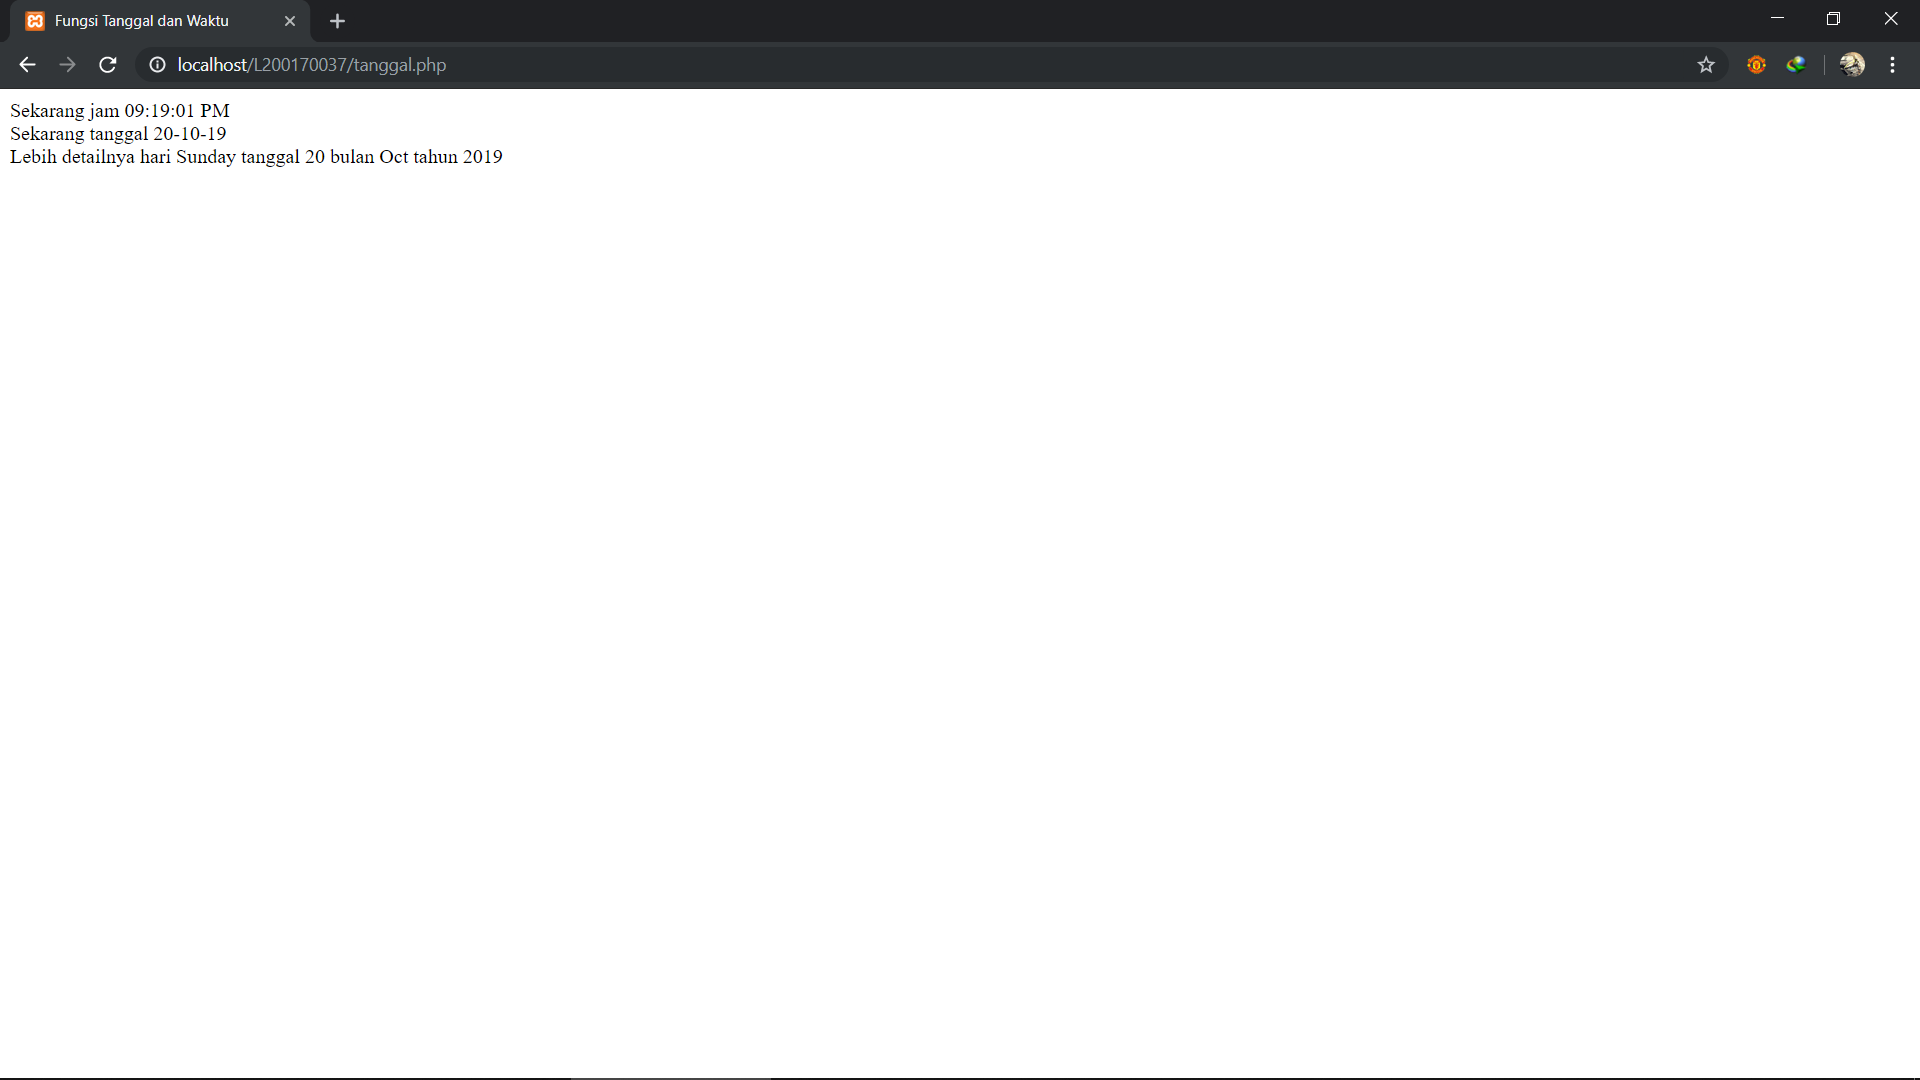 Fungsi Tanggal dan Waktu
localhost/L200170037/tanggal.php
Sekarang jam 09:19:01 PM
Sekarang tanggal 20-10-19
Lebih detailnya hari Sunday tanggal 20 bulan Oct tahun 2019